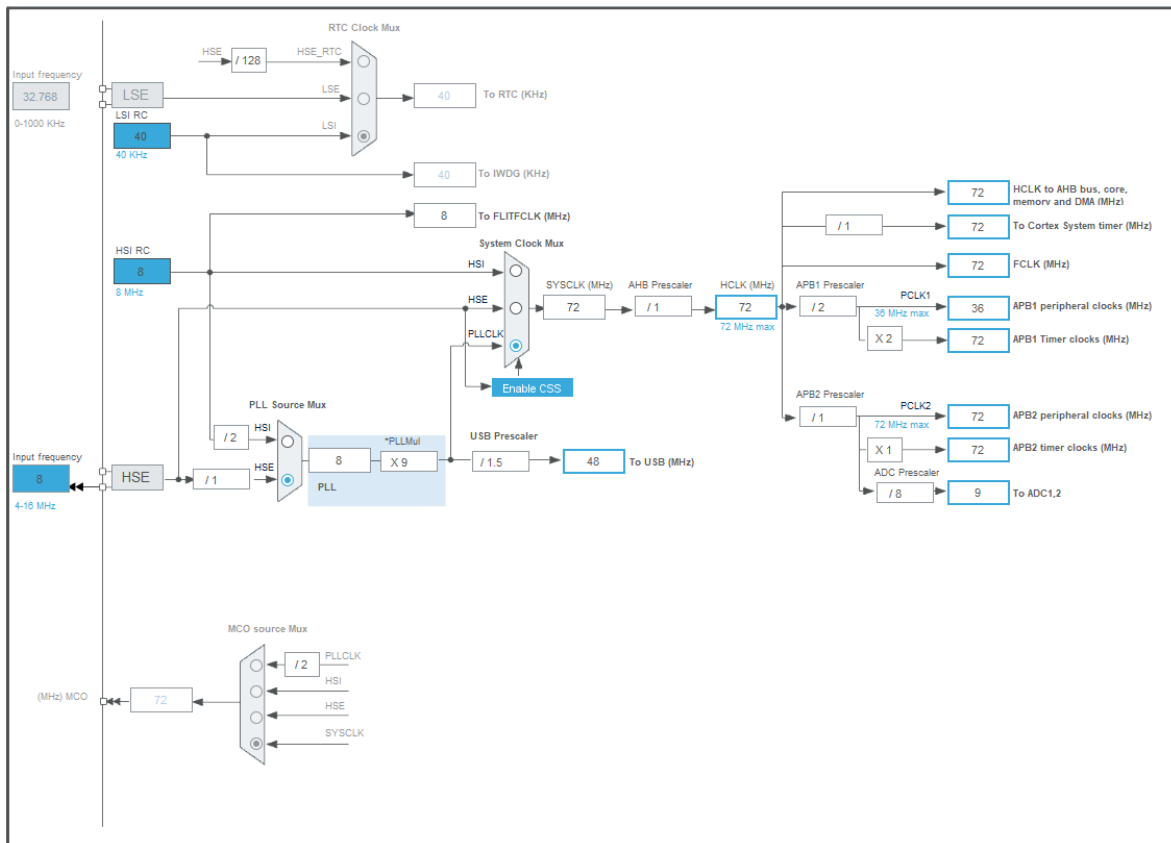 RTC Clock Mux
HSE
/ 128
HSE_RTC
Input frequency
32.768
0-1000 KHz
LSE
LSE
40
To RTC (KHz)
LSI RC
40
40 KHz
LSI
40
To IWDG (KHz)
8
To FLITFCLK (MHz)
HSI RC
8
8 MHz
System Clock Mux
HSI
HSE
PLLCLK
Enable CSS
SYSCLK (MHz)
72
AHB Prescaler
/ 1
HCLK (MHz)
72
72 MHz max
72
HCLK to AHB bus, core,
memory and DMA (MHz)
/ 1
72
To Cortex System timer (MHz)
72
FCLK (MHz)
APB1 Prescaler
/ 2
PCLK1
36 MHz max
36
APB1 peripheral clocks (MHz)
X 2
72
APB1 Timer clocks (MHz)
APB2 Prescaler
/ 1
PCLK2
72 MHz max
72
APB2 peripheral clocks (MHz)
X 1
72
APB2 timer clocks (MHz)
ADC Prescaler
/ 8
9
To ADC1,2
PLL Source Mux
HSI
/ 2
Input frequency
8
4-16 MHz
HSE
/ 1
HSE
8
*PLLMul
X 9
PLL
USB Prescaler
/ 1.5
48
To USB (MHz)
MCO source Mux
/ 2
PLLCLK
HSI
HSE
SYSCLK
(MHz) MCO
72